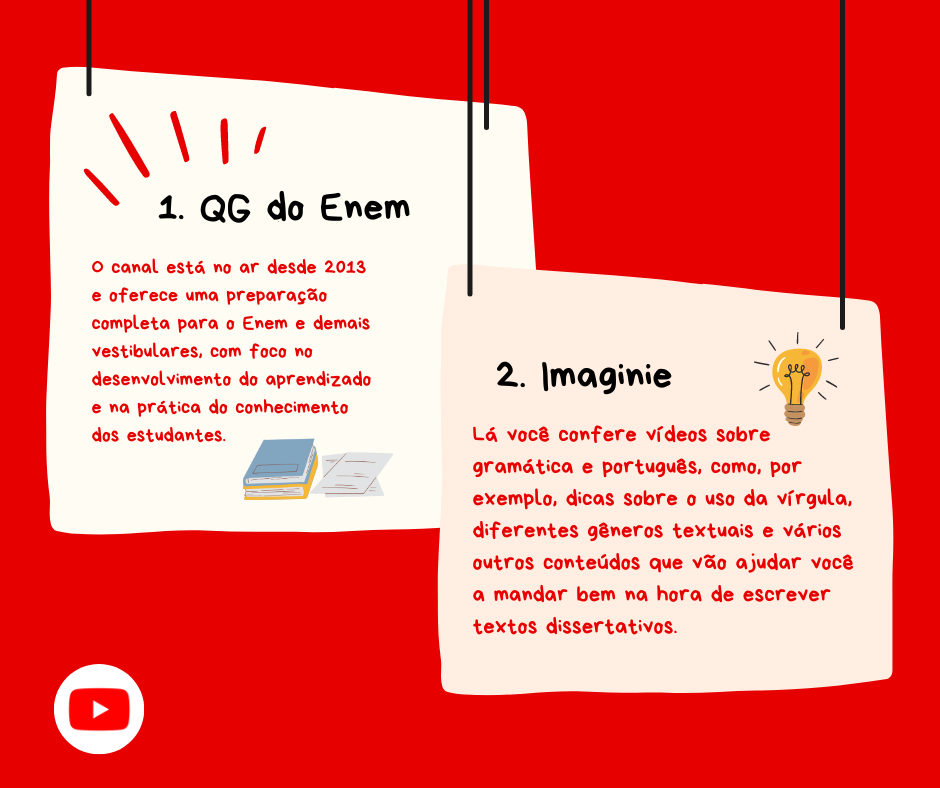 1. QG do Enem
O canal está no ar desde 2013
e oferece uma preparação
completa para o Enem e demais
vestibulares, com foco no
desenvolvimento do aprendizado
e na prática do conhecimento
dos estudantes.
2. Imaginie
Lá você confere vídeos sobre
gramática e português, como, por
exemplo, dicas sobre o uso da vírgula,
diferentes gêneros textuais e vários
outros conteúdos que vão ajudar você
a mandar bem na hora de escrever
textos dissertativos.